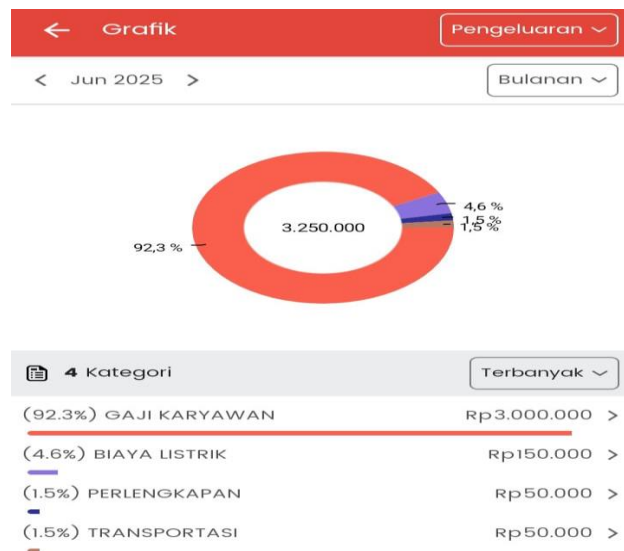 Grafik
Pengeluaran
Jun 2025
Bulanan
4,6 %
1,5 %
1,5 %
3.250.000
92,3 %
4 Kategori
Terbanyak
(92.3%) GAJI KARYAWAN Rp3.000.000
(4.6%) BIAYA LISTRIK Rp150.000
(1.5%) PERLENGKAPAN Rp50.000
(1.5%) TRANSPORTASI Rp50.000